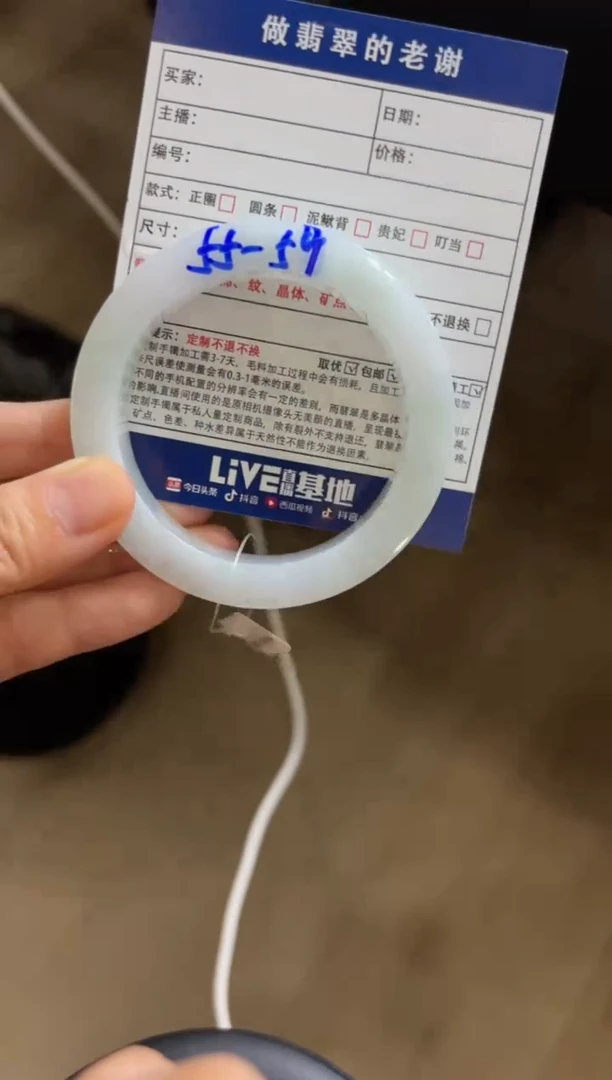 做翡翠的老谢
买家:
日期:
主播:
编号:
价格:
款式: 正圈 圆条 泥鳅背 贵妃 叮当
尺寸:
55-54
纹、晶体、矿点
不退换
提示: 定制不退不换
取优 包邮
制手镯加工需3-7天, 毛料加工过程中会有损耗, 且加工
尺误差使测量会有0.3-1毫米的误差。
不同的手机配置的分辨率会有一定的差别, 而翡翠是多晶体
影响,直播间使用的是原相机摄像头无美颜的直播, 呈现最
定制手镯属于私人量定制商品, 除有裂外不支持退还, 翡翠
矿点、色差、种水差异属于天然性不能作为退换因素。
LiVE直播基地
头条 今日头条 抖音 西瓜视频 抖音